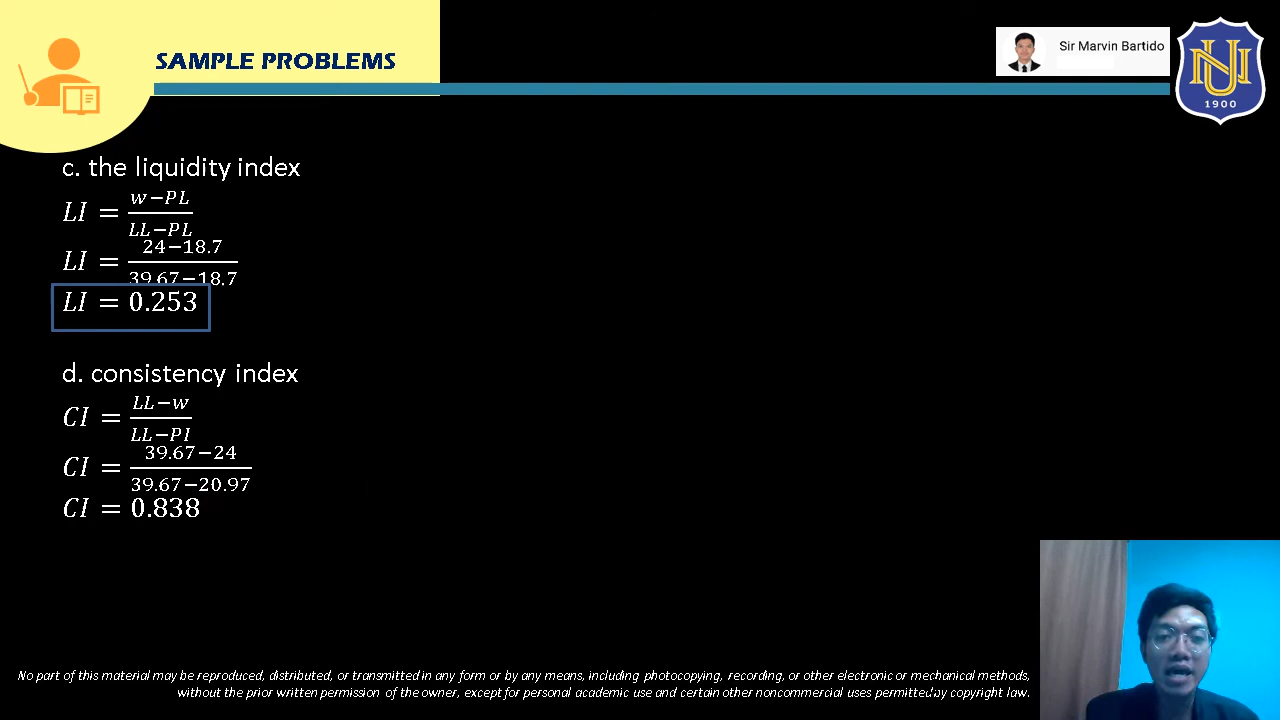 SAMPLE PROBLEMS
Sir Marvin Bartido
NU
1900
c. the liquidity index
LI = \frac{w-PL}{LL-PL}
LI = \frac{24-18.7}{39.67-18.7}
LI = 0.253
d. consistency index
CI = \frac{LL-w}{LL-PI}
CI = \frac{39.67-24}{39.67-20.97}
CI = 0.838
No part of this material may be reproduced, distributed, or transmitted in any form or by any means, including photocopying, recording, or other electronic or mechanical methods,
without the prior written permission of the owner, except for personal academic use and certain other noncommercial uses permitted by copyright law.